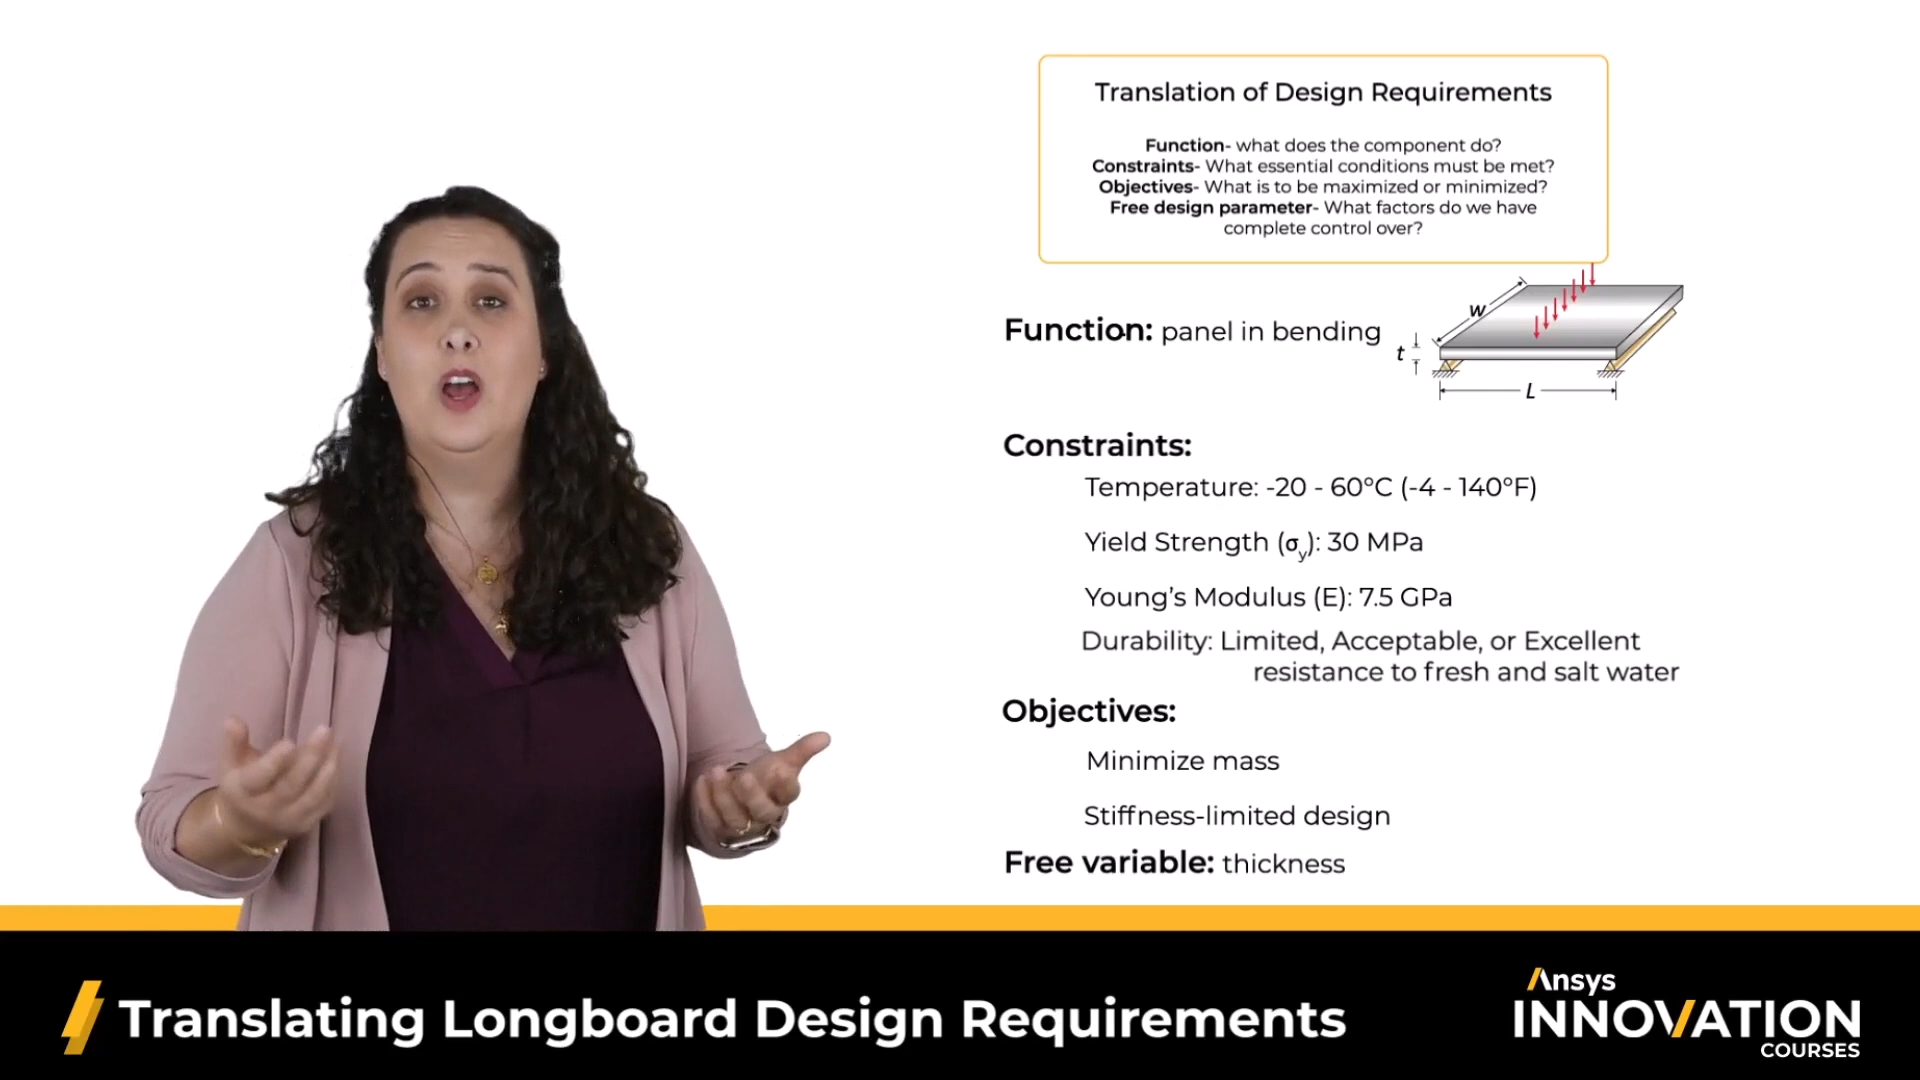 Translation of Design Requirements
Function- what does the component do?
Constraints- What essential conditions must be met?
Objectives- What is to be maximized or minimized?
Free design parameter- What factors do we have
complete control over?
Function: panel in bending
w
t
L
Constraints:
Temperature: -20 - 60°C (-4 - 140°F)
Yield Strength (σy): 30 MPa
Young's Modulus (E): 7.5 GPa
Durability: Limited, Acceptable, or Excellent
resistance to fresh and salt water
Objectives:
Minimize mass
Stiffness-limited design
Free variable: thickness
Translating Longboard Design Requirements
Ansys
INNOVATION
COURSES